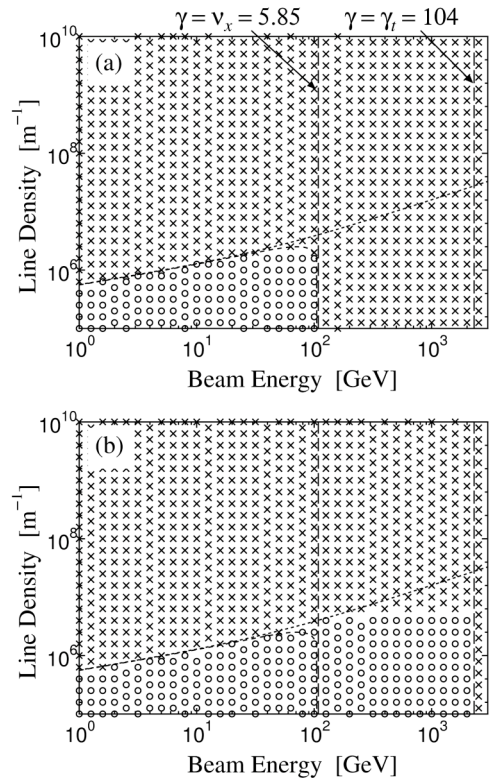 γ = ν_x = 5.85 γ = γ_t = 104
10^10
(a)
10^8
10^6
Line Density [m^−1]
10^0 10^1 10^2 10^3
Beam Energy [GeV]
10^10
(b)
10^8
10^6
Line Density [m^−1]
10^0 10^1 10^2 10^3
Beam Energy [GeV]